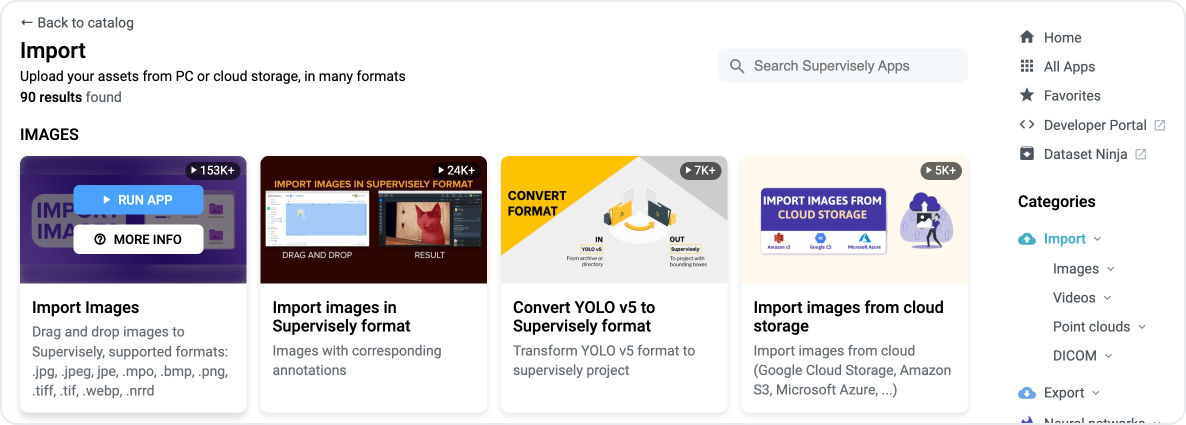 ← Back to catalog
Import
Upload your assets from PC or cloud storage, in many formats
90 results found
Search Supervisely Apps
IMAGES
153K+
RUN APP
MORE INFO
Import Images
Drag and drop images to
Supervisely, supported formats:
.jpg, .jpeg, jpe, .mpo, .bmp, .png,
.tiff, .tif, .webp, .nrrd
24K+
IMPORT IMAGES IN SUPERVISELY FORMAT
DRAG AND DROP
RESULT
Import images in
Supervisely format
Images with corresponding
annotations
7K+
CONVERT
FORMAT
IN
YOLO v5
From archive or
directory
OUT
Supervisely
To project with
bounding boxes
Convert YOLO v5 to
Supervisely format
Transform YOLO v5 format to
supervisely project
5K+
IMPORT IMAGES FROM
CLOUD STORAGE
Amazon s3
Google CS
Microsoft Azure
Import images from cloud
storage
Import images from cloud
(Google Cloud Storage, Amazon
S3, Microsoft Azure, ...)
Home
All Apps
Favorites
Developer Portal
Dataset Ninja
Categories
Import
Images
Videos
Point clouds
DICOM
Export
Neural networks